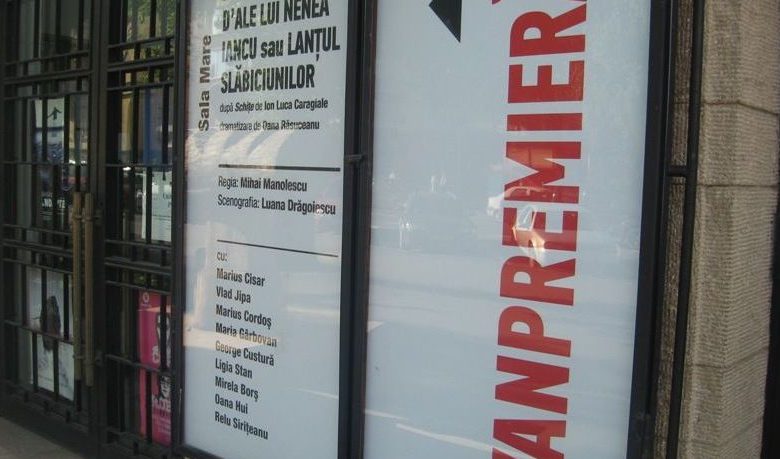 Sala Mare
D'ALE LUI NENEA
IANCU sau LANȚUL
SLĂBICIUNILOR
după Schițe de Ion Luca Caragiale
dramatizare de Oana Răsuceanu
Regia: Mihai Manolescu
Scenografia: Luana Drăgoiescu
cu:
Marius Cisar
Vlad Jipa
Marius Cordoș
Maria Gârbovan
George Custură
Ligia Stan
Mirela Borș
Oana Hui
Relu Sirițeanu
AVANPREMIERĂ